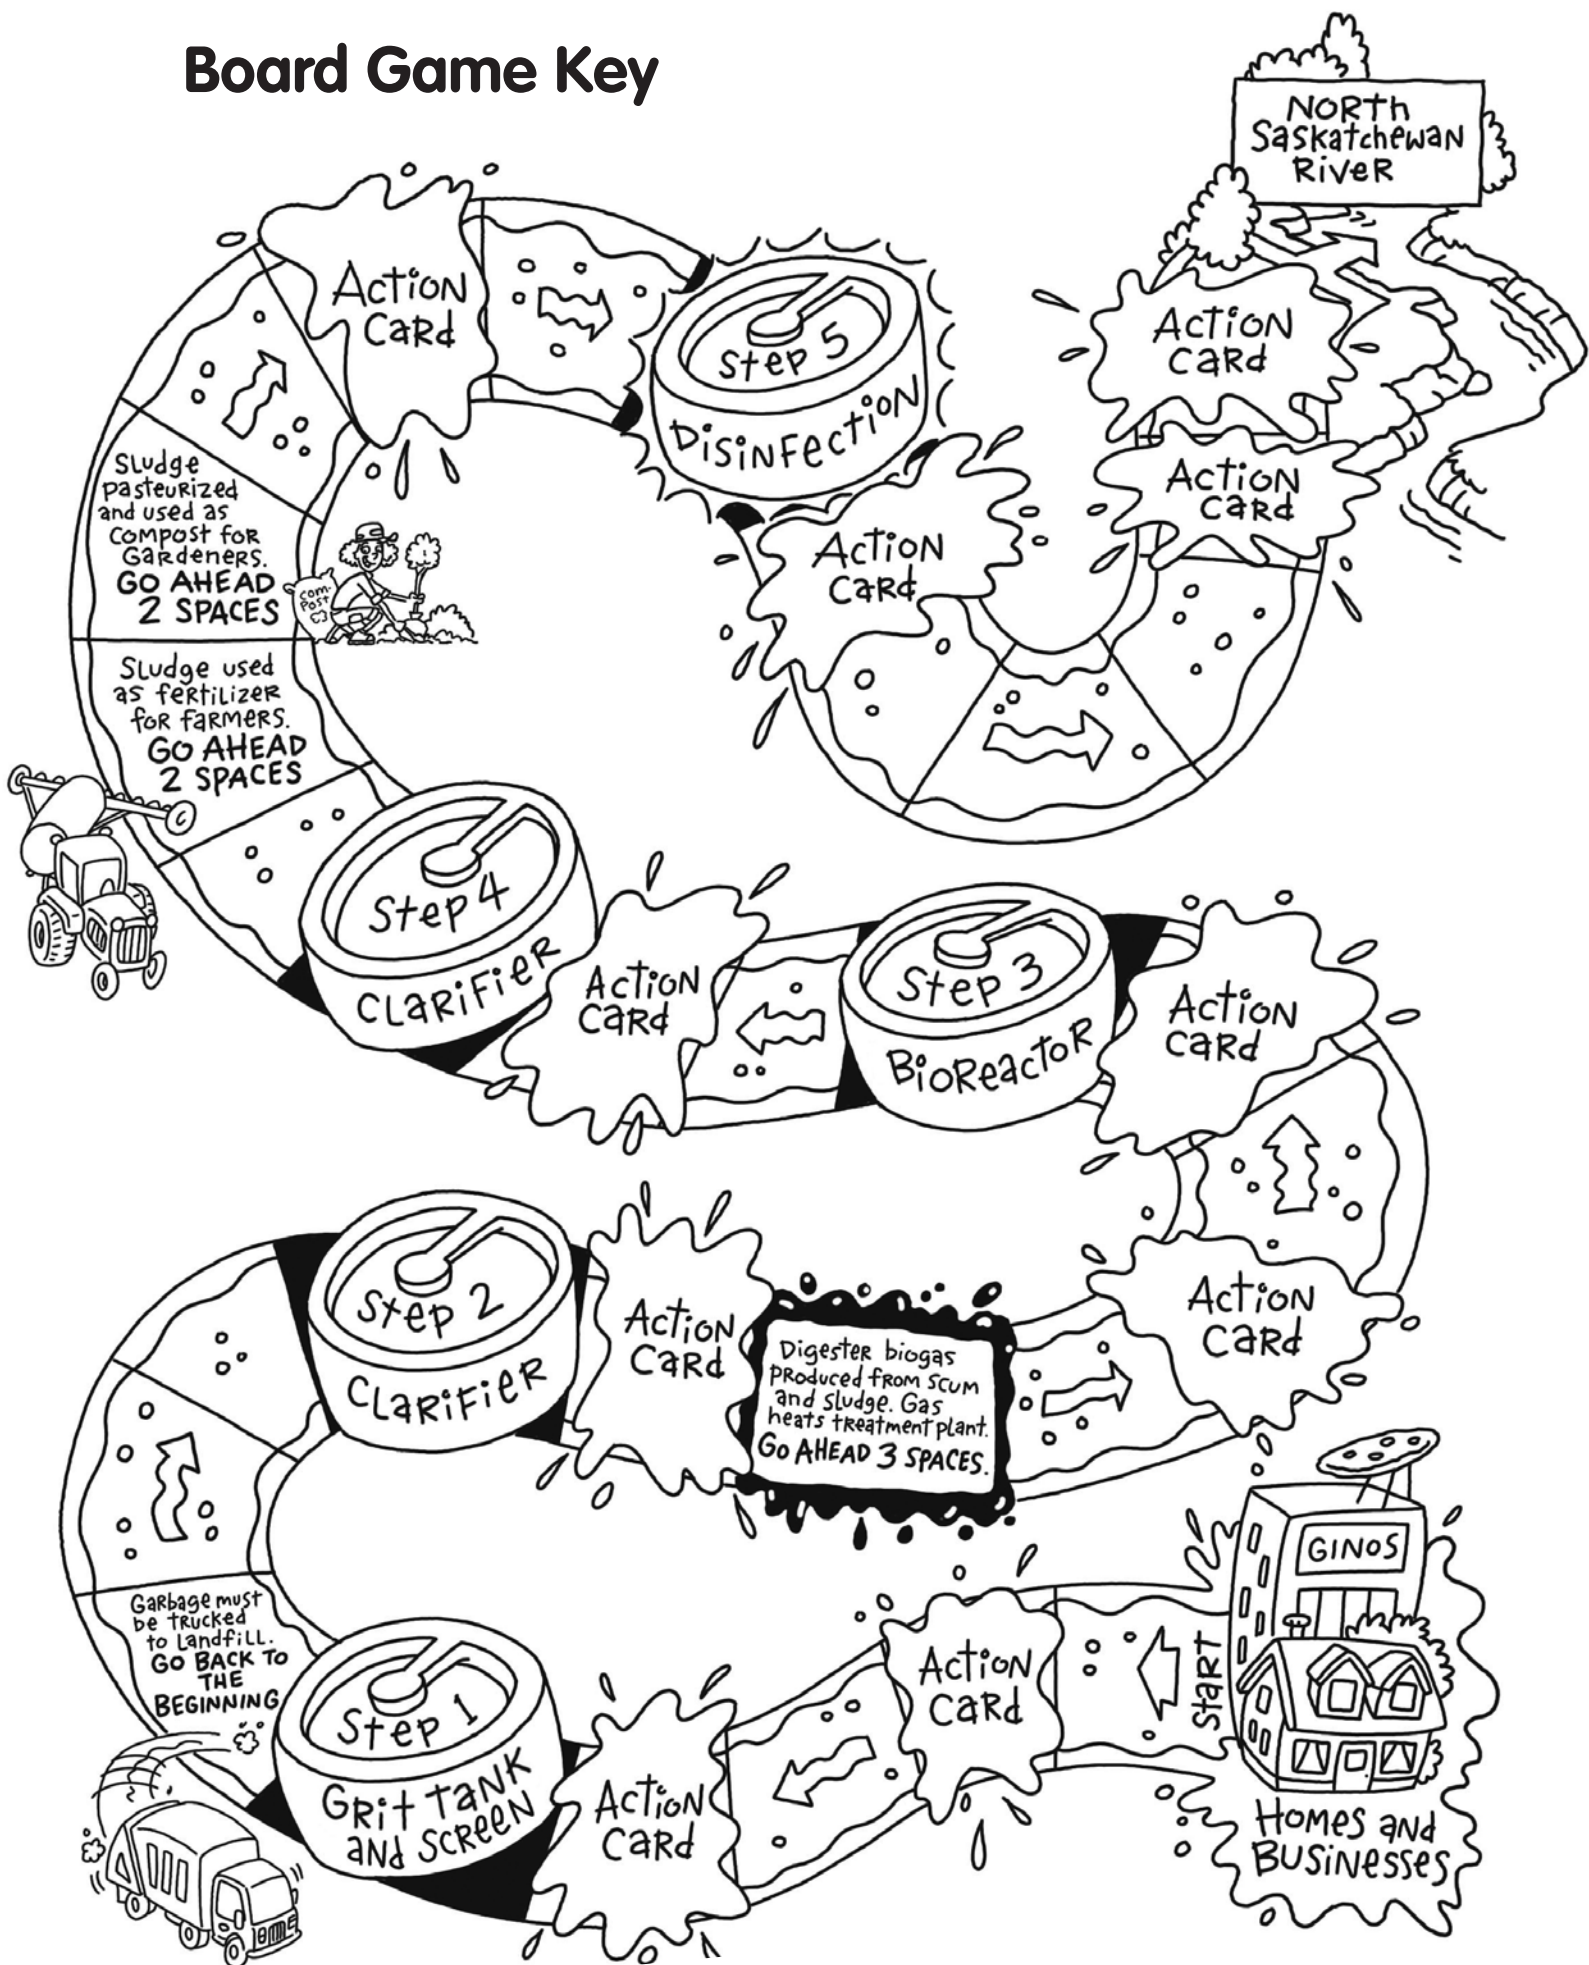 Board Game Key
NORTH
SASKATCHEWAN
RIVER
ACTION
CARD
ACTION
CARD
ACTION
CARD
STEP 5
DISINFECTION
ACTION
CARD
Sludge
pasteurized
and used as
compost for
gardeners.
GO AHEAD
2 SPACES
COM-
POST
Sludge used
as fertilizer
for farmers.
GO AHEAD
2 SPACES
STEP 4
CLARIFIER
ACTION
CARD
STEP 3
BIOREACTOR
ACTION
CARD
ACTION
CARD
STEP 2
CLARIFIER
ACTION
CARD
Digester biogas
produced from scum
and sludge. Gas
heats treatment plant.
GO AHEAD 3 SPACES.
Garbage must
be trucked
to landfill.
GO BACK TO
THE
BEGINNING
STEP 1
GRIT TANK
AND SCREEN
ACTION
CARD
ACTION
CARD
START
GINOS
HOMES AND
BUSINESSES